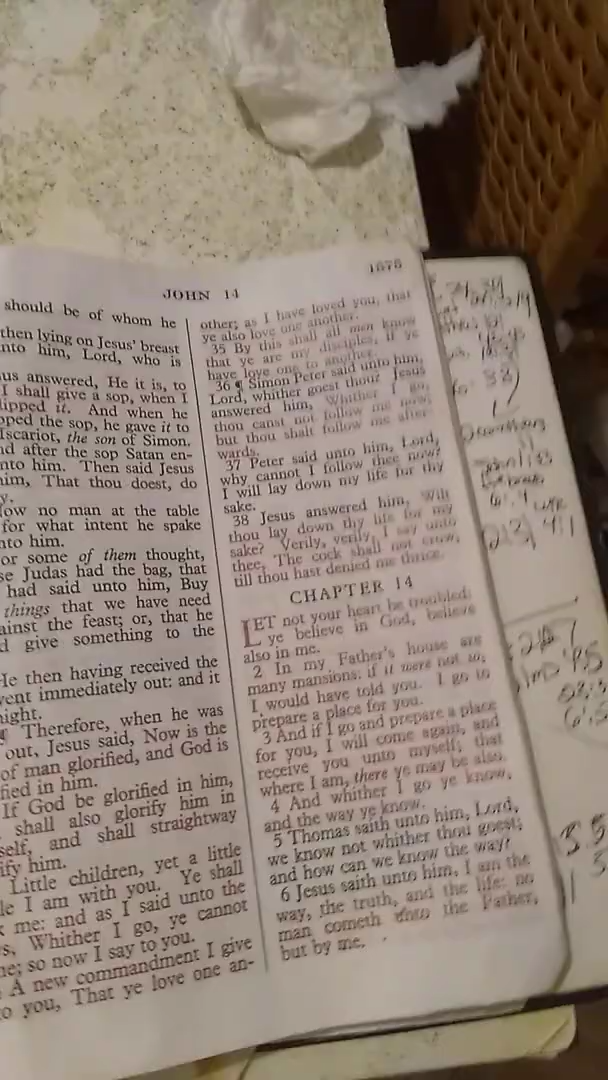 JOHN 14
1575
should be of whom he
then lying on Jesus' breast
nto him, Lord, who is
us answered, He it is, to
I shall give a sop, when I
lipped it. And when he
pped the sop, he gave it to
Iscariot, the son of Simon.
nd after the sop Satan en-
nto him. Then said Jesus
him, That thou doest, do
y.
ow no man at the table
for what intent he spake
nto him.
or some of them thought,
se Judas had the bag, that
had said unto him, Buy
things that we have need
ainst the feast; or, that he
d give something to the
He then having received the
vent immediately out: and it
night.
¶ Therefore, when he was
out, Jesus said, Now is the
of man glorified, and God is
fied in him.
If God be glorified in him,
shall also glorify him in
self, and shall straightway
ify him.
Little children, yet a little
le I am with you. Ye shall
k me: and as I said unto the
s, Whither I go, ye cannot
ne; so now I say to you.
A new commandment I give
o you, That ye love one an-
other; as I have loved you, that
ye also love one another.
35 By this shall all men know
that ye are my disciples, if ye
have love one to another.
36 ¶ Simon Peter said unto him,
Lord, whither goest thou? Jesus
answered him, Whither I go,
thou canst not follow me now;
but thou shalt follow me after-
wards.
37 Peter said unto him, Lord,
why cannot I follow thee now?
I will lay down my life for thy
sake.
38 Jesus answered him, Wilt
thou lay down thy life for my
sake? Verily, verily, I say unto
thee, The cock shall not crow,
till thou hast denied me thrice.
CHAPTER 14
LET not your heart be troubled:
ye believe in God, believe
also in me.
2 In my Father's house are
many mansions: if it were not so,
I would have told you. I go to
prepare a place for you.
3 And if I go and prepare a place
for you, I will come again, and
receive you unto myself; that
where I am, there ye may be also.
4 And whither I go ye know,
and the way ye know.
5 Thomas saith unto him, Lord,
we know not whither thou goest;
and how can we know the way?
6 Jesus saith unto him, I am the
way, the truth, and the life: no
man cometh unto the Father,
but by me.